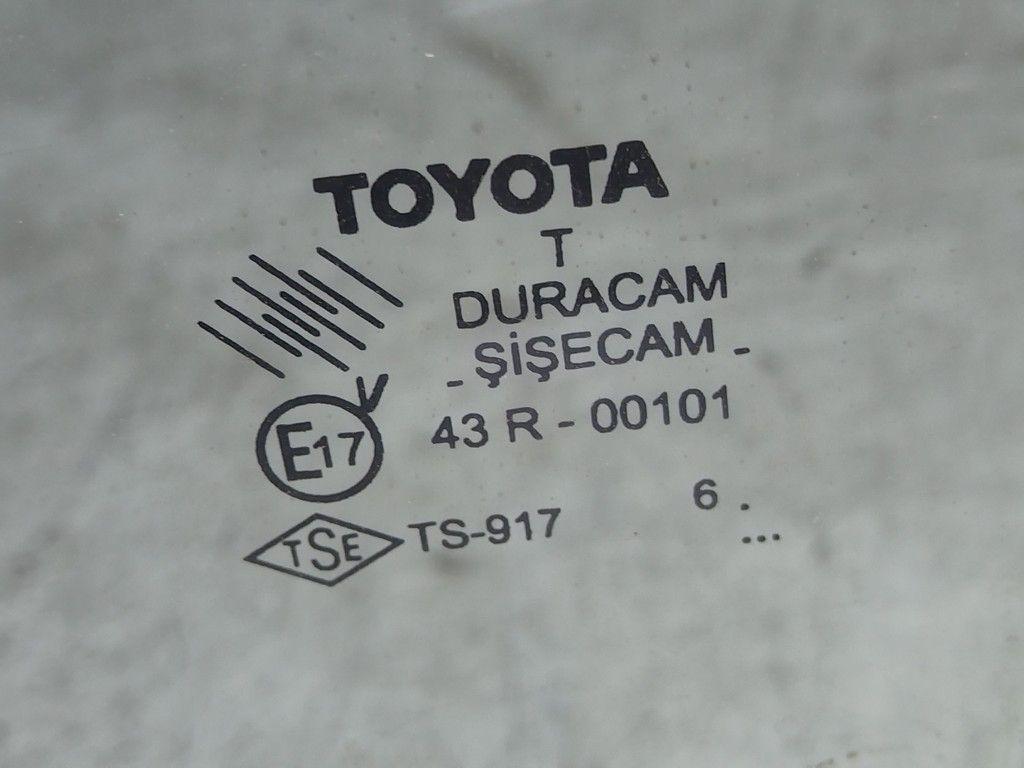 TOYOTA
T
DURACAM
- ŞİŞECAM -
E17 43 R - 00101
TSE TS-917 6 .
...